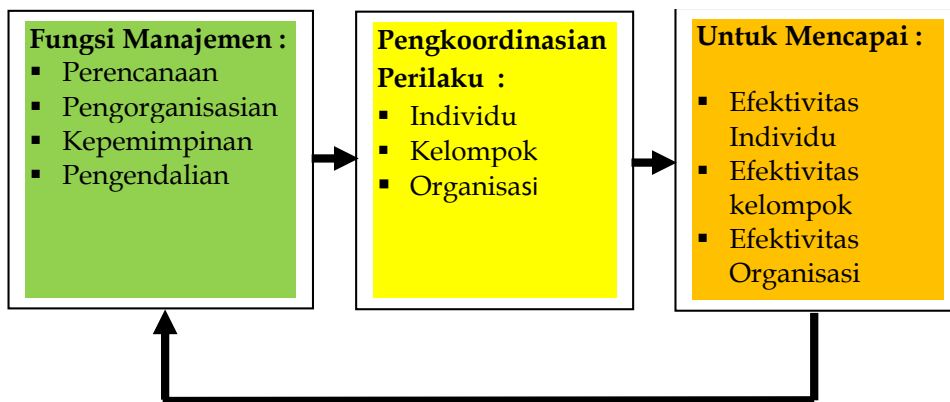 Fungsi Manajemen :
▪ Perencanaan
▪ Pengorganisasian
▪ Kepemimpinan
▪ Pengendalian
Pengkoordinasian
Perilaku :
▪ Individu
▪ Kelompok
▪ Organisasi
Untuk Mencapai :
▪ Efektivitas
Individu
▪ Efektivitas
kelompok
▪ Efektivitas
Organisasi